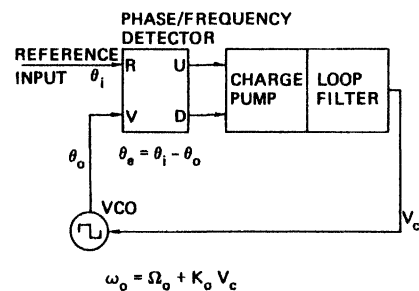 PHASE/FREQUENCY
DETECTOR
REFERENCE
INPUT θi
R U
V D
CHARGE
PUMP
LOOP
FILTER
θo
θe = θi - θo
VCO
Vc
ωo = Ωo + Ko Vc